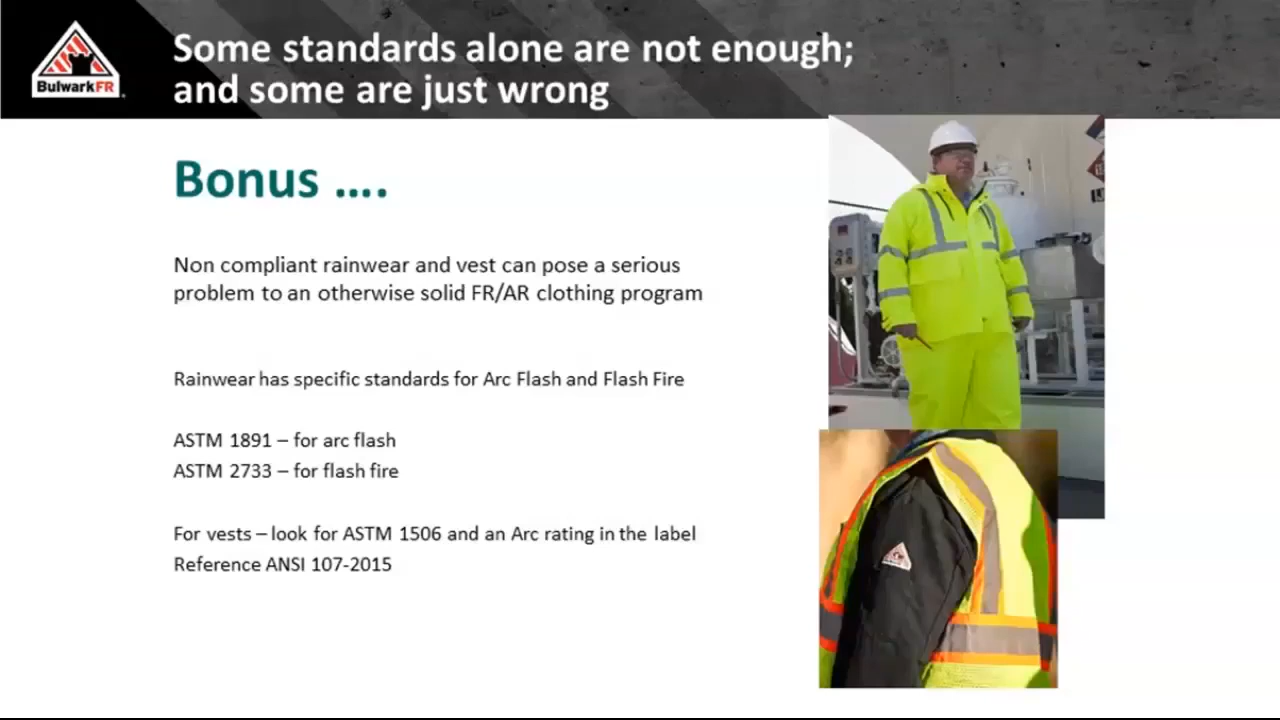 BulwarkFR
Some standards alone are not enough;
and some are just wrong
Bonus ....
Non compliant rainwear and vest can pose a serious
problem to an otherwise solid FR/AR clothing program
Rainwear has specific standards for Arc Flash and Flash Fire
ASTM 1891 – for arc flash
ASTM 2733 – for flash fire
For vests – look for ASTM 1506 and an Arc rating in the label
Reference ANSI 107-2015